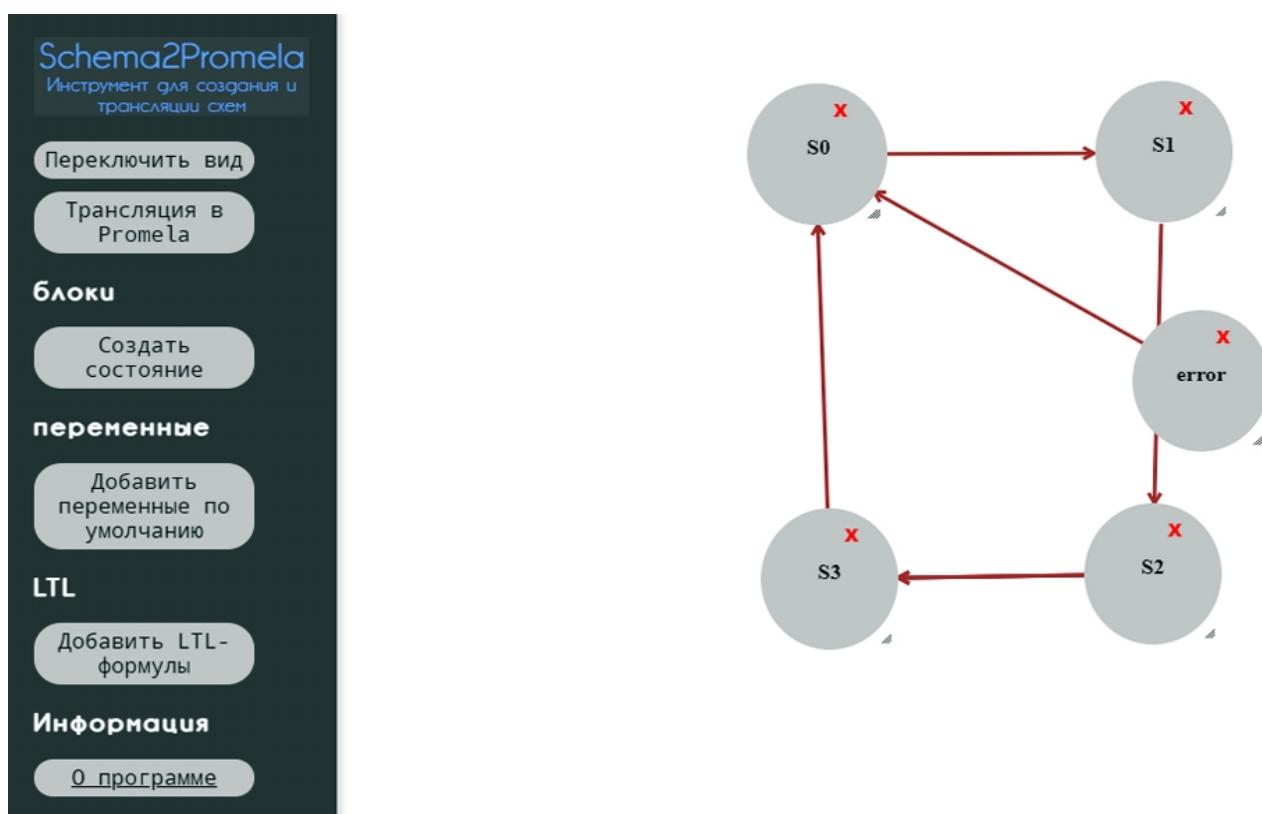 Schema2Promela
Инструмент для создания и
трансляции схем
Переключить вид
Трансляция в
Promela
блоки
Создать
состояние
переменные
Добавить
переменные по
умолчанию
LTL
Добавить LTL-
формулы
Информация
О программе
x
S0
x
S1
x
error
x
S3
x
S2